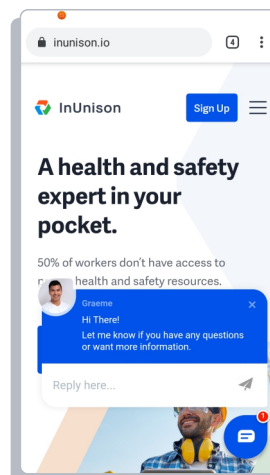 inunison.io
4
InUnison
Sign Up
A health and safety
expert in your
pocket.
50% of workers don't have access to
health and safety resources.
Graeme
Hi There!
Let me know if you have any questions
or want more information.
Reply here...
1